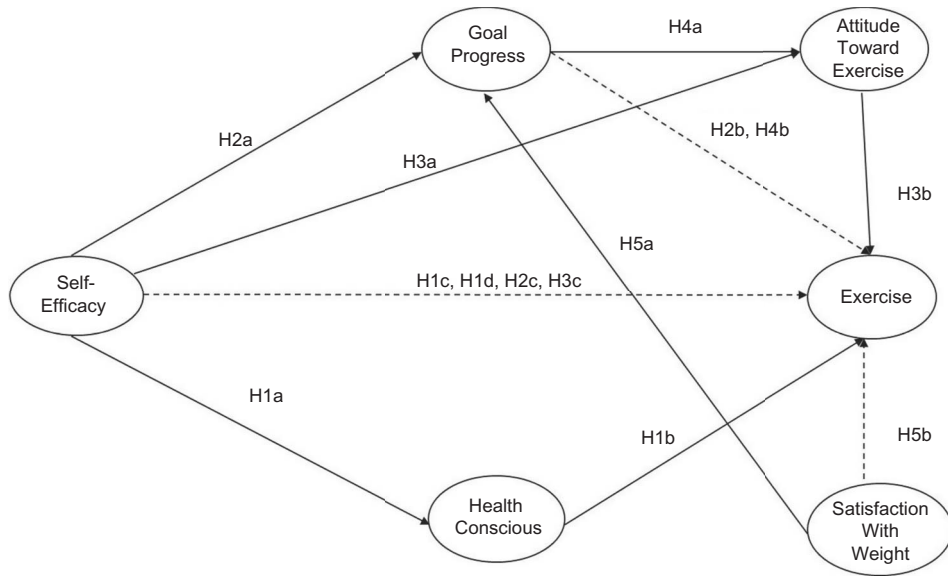 Goal
Progress
H4a
Attitude
Toward
Exercise
H2a
H3a
H2b, H4b
H3b
H5a
Self-
Efficacy
H1c, H1d, H2c, H3c
Exercise
H1a
H1b
H5b
Health
Conscious
Satisfaction
With
Weight